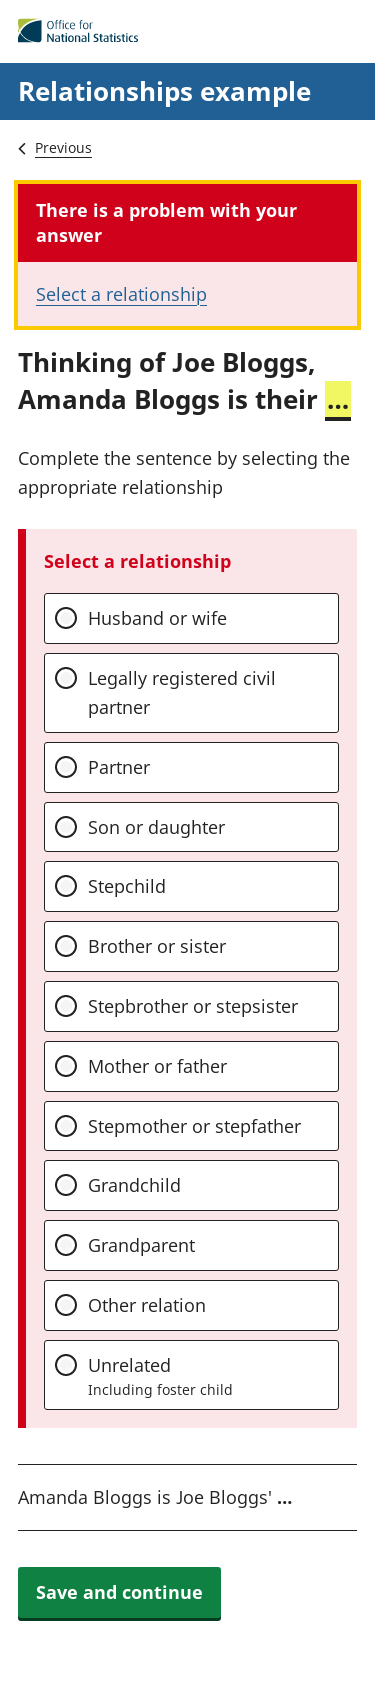 Office for
National Statistics
Relationships example
Previous
There is a problem with your
answer
Select a relationship
Thinking of Joe Bloggs,
Amanda Bloggs is their ...
Complete the sentence by selecting the
appropriate relationship
Select a relationship
Husband or wife
Legally registered civil
partner
Partner
Son or daughter
Stepchild
Brother or sister
Stepbrother or stepsister
Mother or father
Stepmother or stepfather
Grandchild
Grandparent
Other relation
Unrelated
Including foster child
Amanda Bloggs is Joe Bloggs' ...
Save and continue